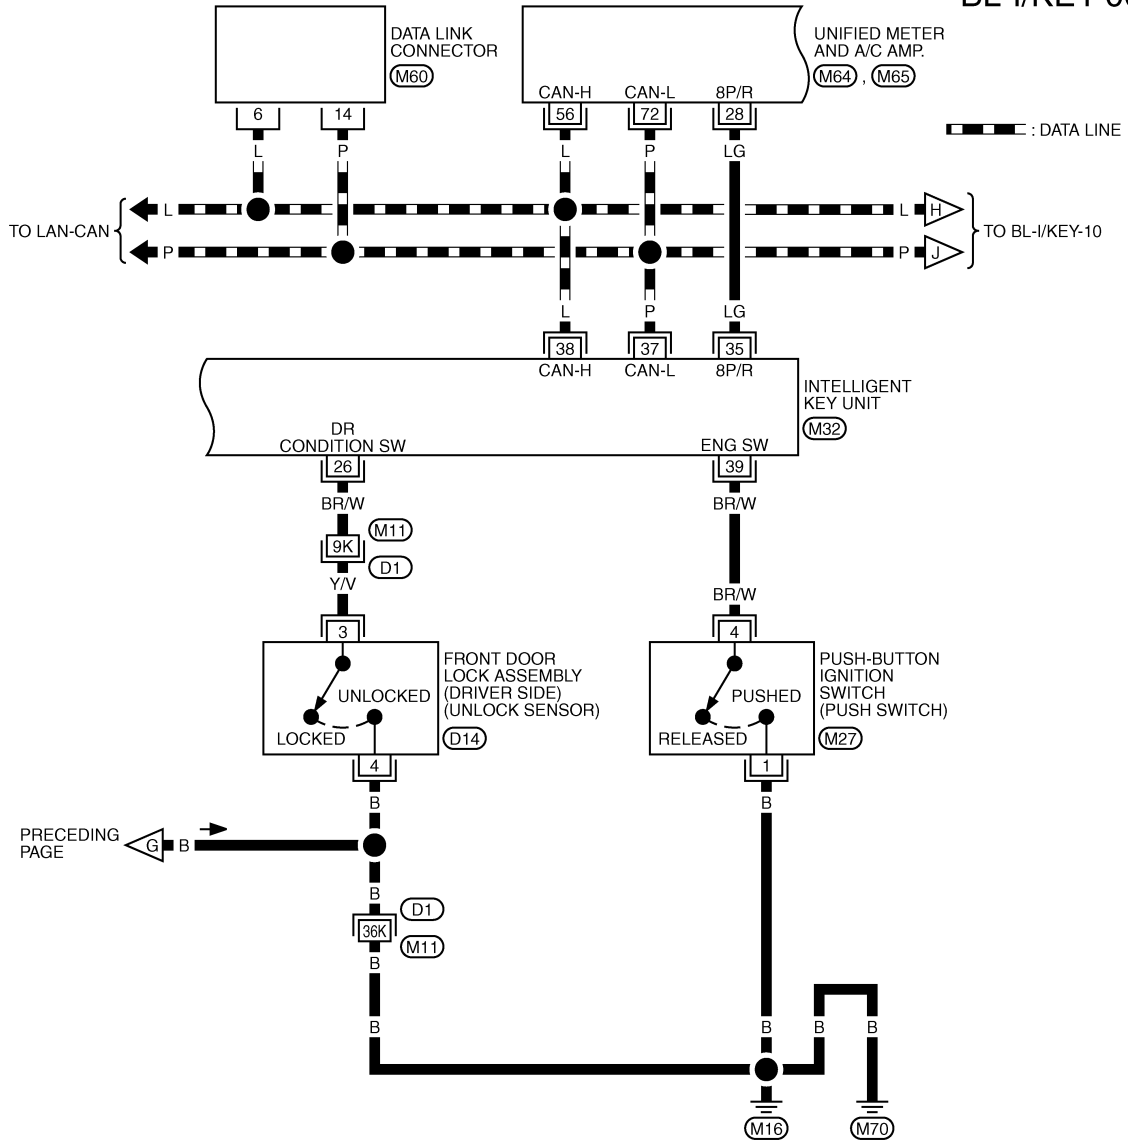 DATA LINK
CONNECTOR
M60
UNIFIED METER
AND A/C AMP.
M64 , M65
CAN-H CAN-L 8P/R
6 14 56 72 28
: DATA LINE
L P L P LG
TO LAN-CAN
L L H
P P J
TO BL-I/KEY-10
L P LG
38 37 35
CAN-H CAN-L 8P/R
INTELLIGENT
KEY UNIT
M32
DR
CONDITION SW
ENG SW
26 39
BR/W BR/W
9K
M11
D1
Y/V
BR/W
3 4
FRONT DOOR
LOCK ASSEMBLY
(DRIVER SIDE)
(UNLOCK SENSOR)
D14
UNLOCKED
LOCKED
PUSH-BUTTON
IGNITION
SWITCH
(PUSH SWITCH)
M27
PUSHED
RELEASED
4 1
B B
PRECEDING
PAGE
G B
B
D1
36K
M11
B
B B B B
M16 M70